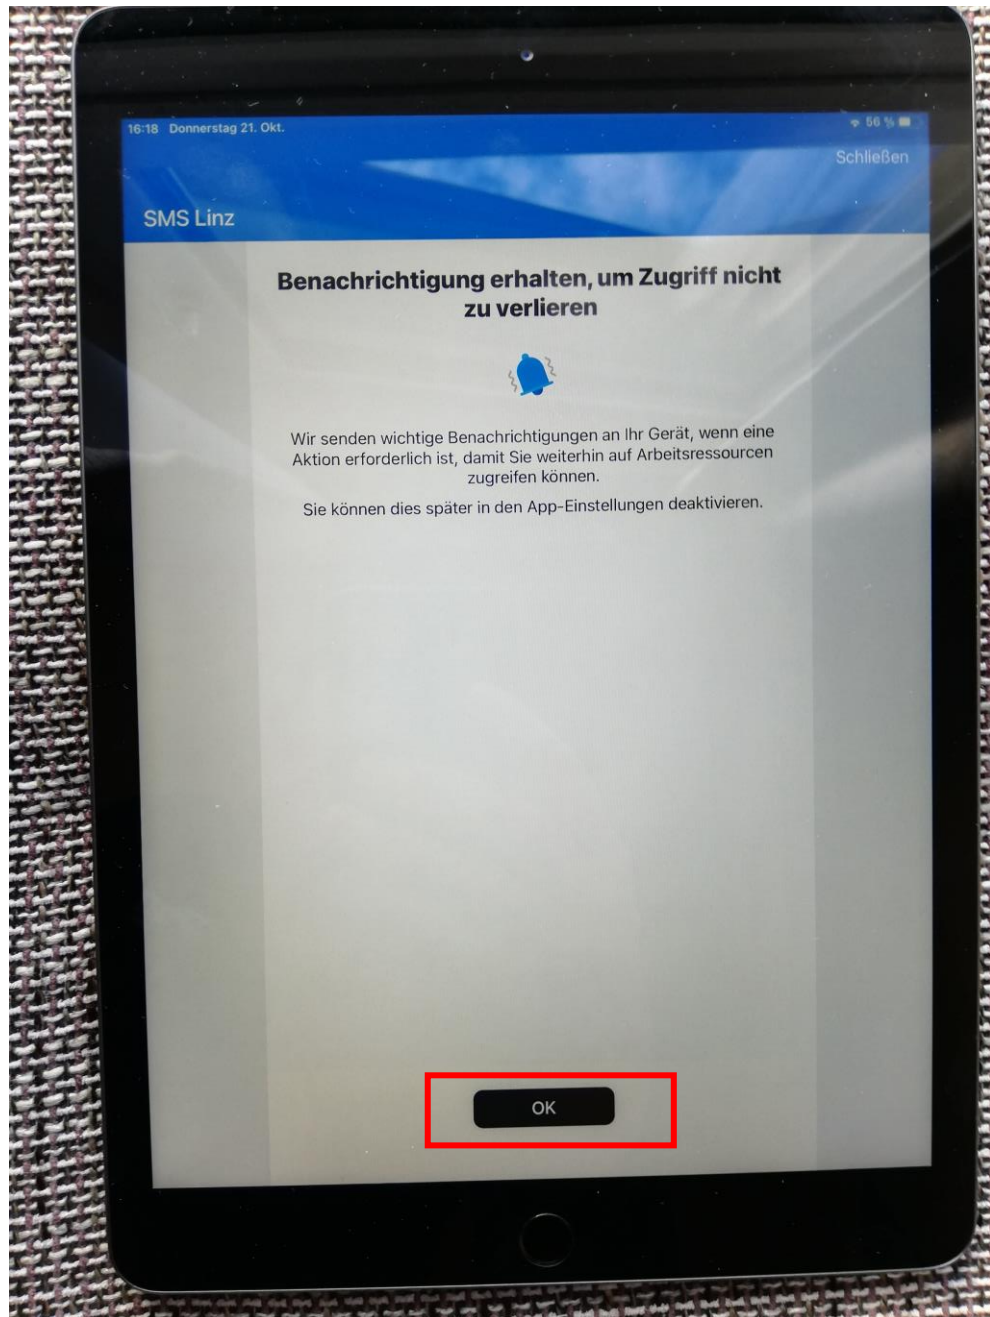 16:18 Donnerstag 21. Okt.
56 %
Schließen
SMS Linz
Benachrichtigung erhalten, um Zugriff nicht
zu verlieren
Wir senden wichtige Benachrichtigungen an Ihr Gerät, wenn eine
Aktion erforderlich ist, damit Sie weiterhin auf Arbeitsressourcen
zugreifen können.
Sie können dies später in den App-Einstellungen deaktivieren.
OK